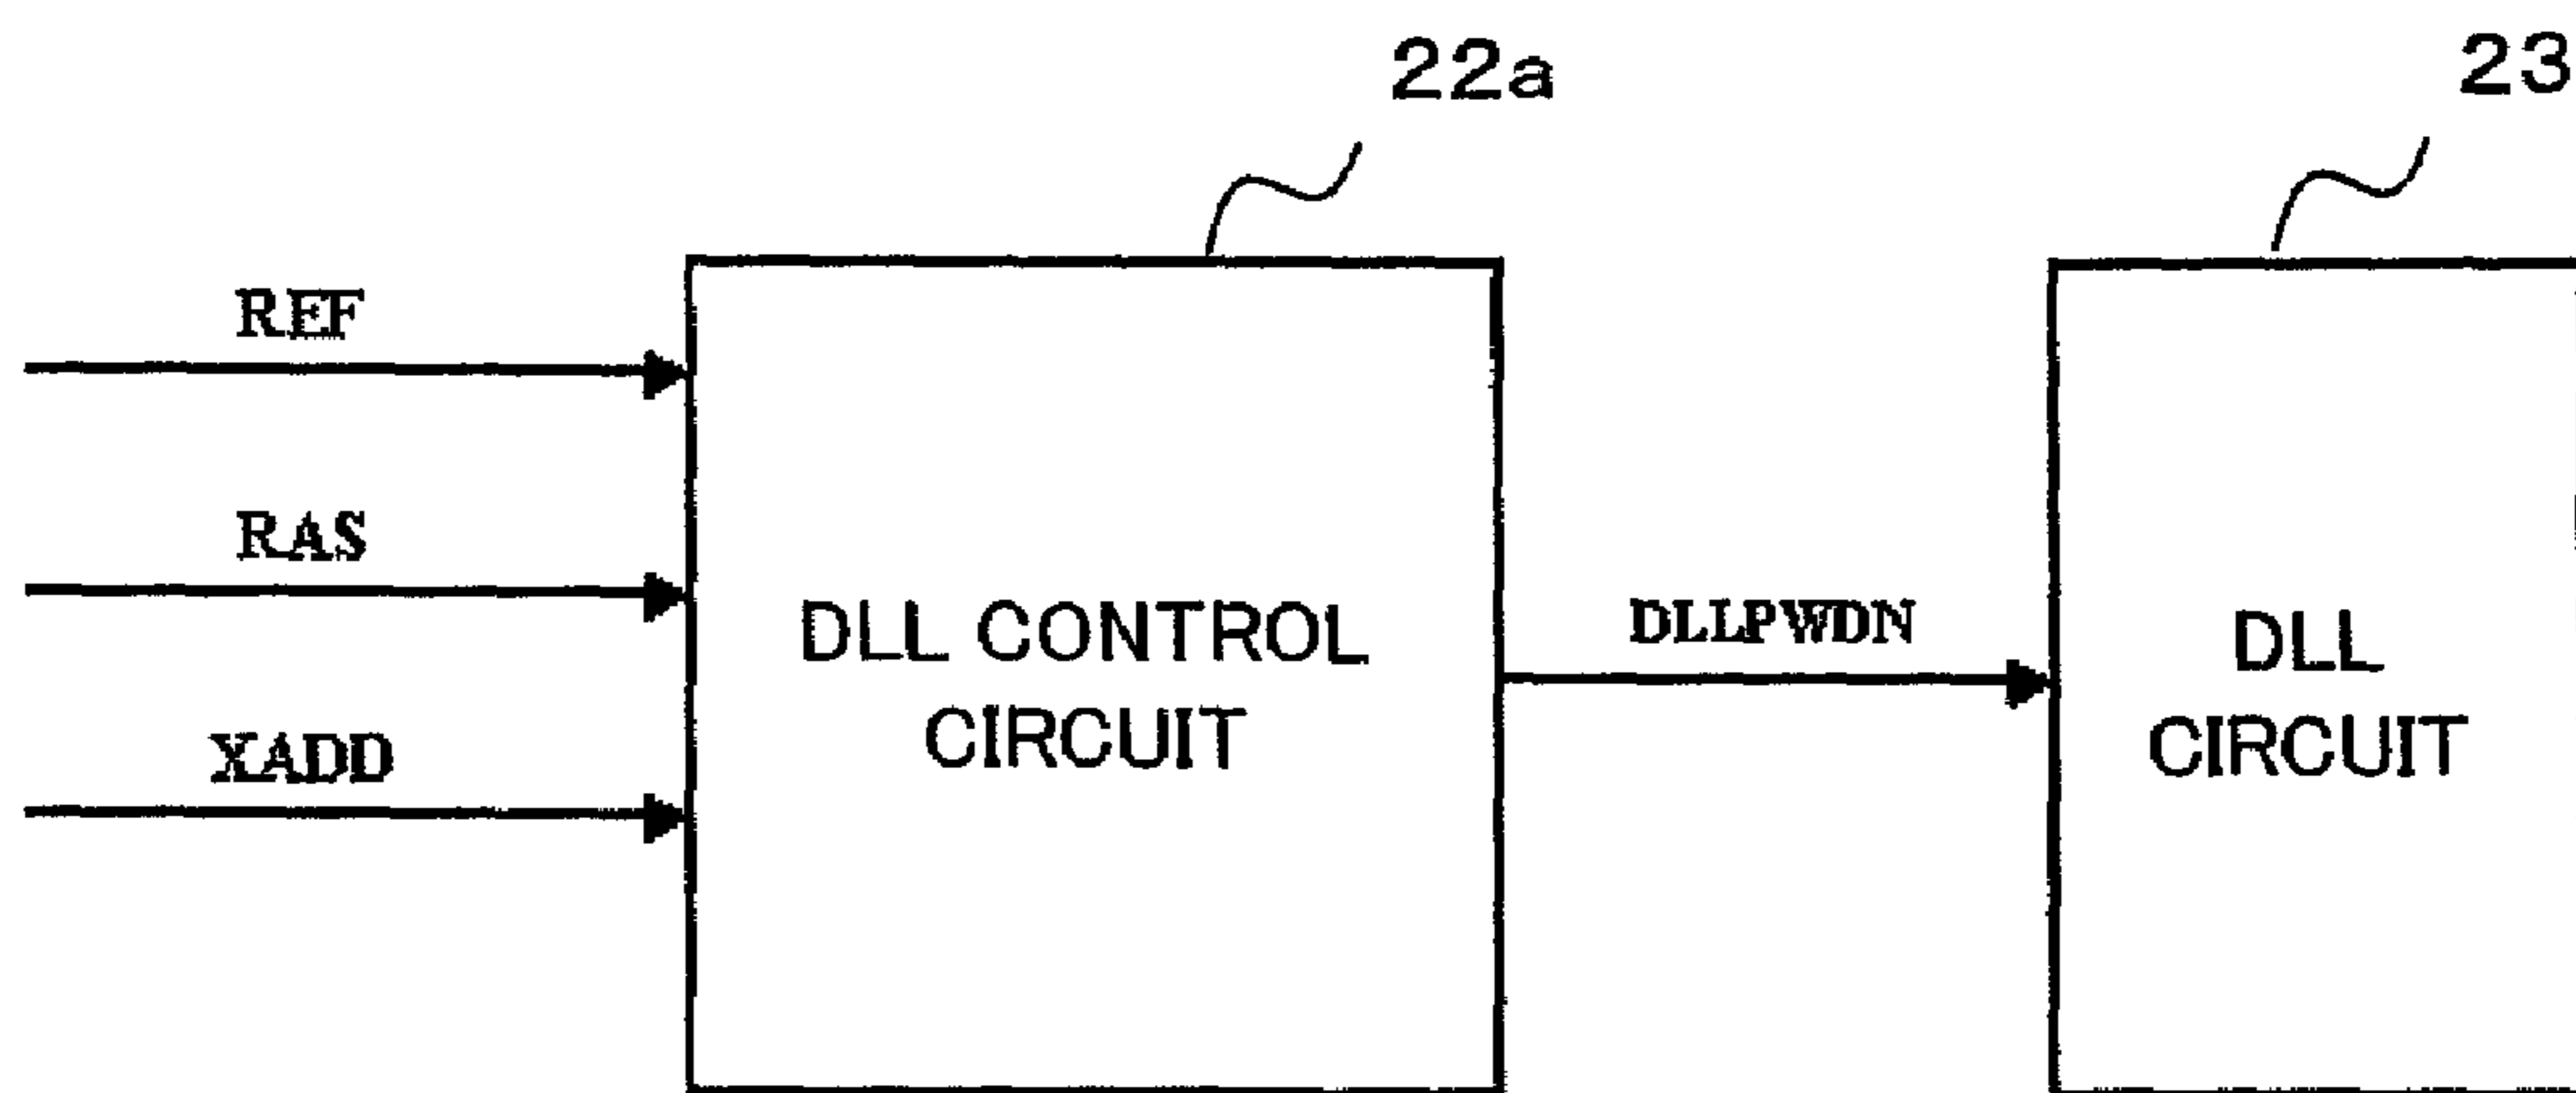 22a
23
REF
RAS
XADD
DLL CONTROL
CIRCUIT
DLLPWDN
DLL
CIRCUIT